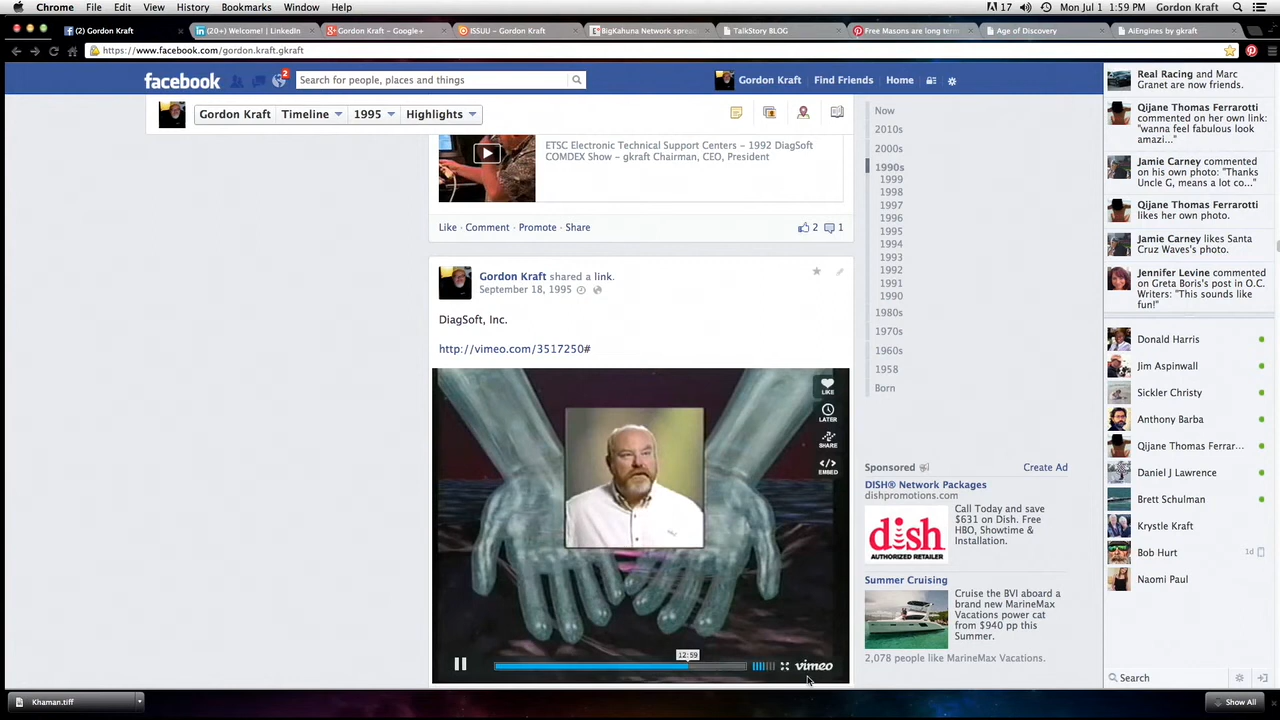 Chrome File Edit View History Bookmarks Window Help
17 Mon Jul 1 1:59 PM Gordon Kraft
(2) Gordon Kraft
(20+) Welcome! | LinkedIn
Gordon Kraft - Google+
ISSUU - Gordon Kraft
BigKahuna Network sprea
TalkStory BLOG
Free Masons are long term
Age of Discovery
AiEngines by gkraft
https://www.facebook.com/gordon.kraft.gkraft
facebook
2
Search for people, places and things
Gordon Kraft Find Friends Home
Gordon Kraft Timeline 1995 Highlights
ETSC Electronic Technical Support Centers - 1992 DiagSoft
COMDEX Show - gkraft Chairman, CEO, President
Like · Comment · Promote · Share
2 1
Gordon Kraft shared a link.
September 18, 1995
DiagSoft, Inc.
http://vimeo.com/3517250#
LIKE
LATER
SHARE
EMBED
12:59
vimeo
Now
2010s
2000s
1990s
1999
1998
1997
1996
1995
1994
1993
1992
1991
1990
1980s
1970s
1960s
1958
Born
Sponsored Create Ad
DISH® Network Packages
dishpromotions.com
dish
AUTHORIZED RETAILER
Call Today and save
$631 on Dish. Free
HBO, Showtime &
Installation.
Summer Cruising
Cruise the BVI aboard a
brand new MarineMax
Vacations power cat
from $940 pp this
Summer.
2,078 people like MarineMax Vacations.
Real Racing and Marc
Granet are now friends.
Qijane Thomas Ferrarotti
commented on her own link:
"wanna feel fabulous look
amazi..."
Jamie Carney commented
on his own photo: "Thanks
Uncle G, means a lot co..."
Qijane Thomas Ferrarotti
likes her own photo.
Jamie Carney likes Santa
Cruz Waves's photo.
Jennifer Levine commented
on Greta Boris's post in O.C.
Writers: "This sounds like
fun!"
Donald Harris
Jim Aspinwall
Sickler Christy
Anthony Barba
Qijane Thomas Ferrar...
Daniel J Lawrence
Brett Schulman
Krystle Kraft
Bob Hurt 1d
Naomi Paul
Search
Khaman.tiff
Show All